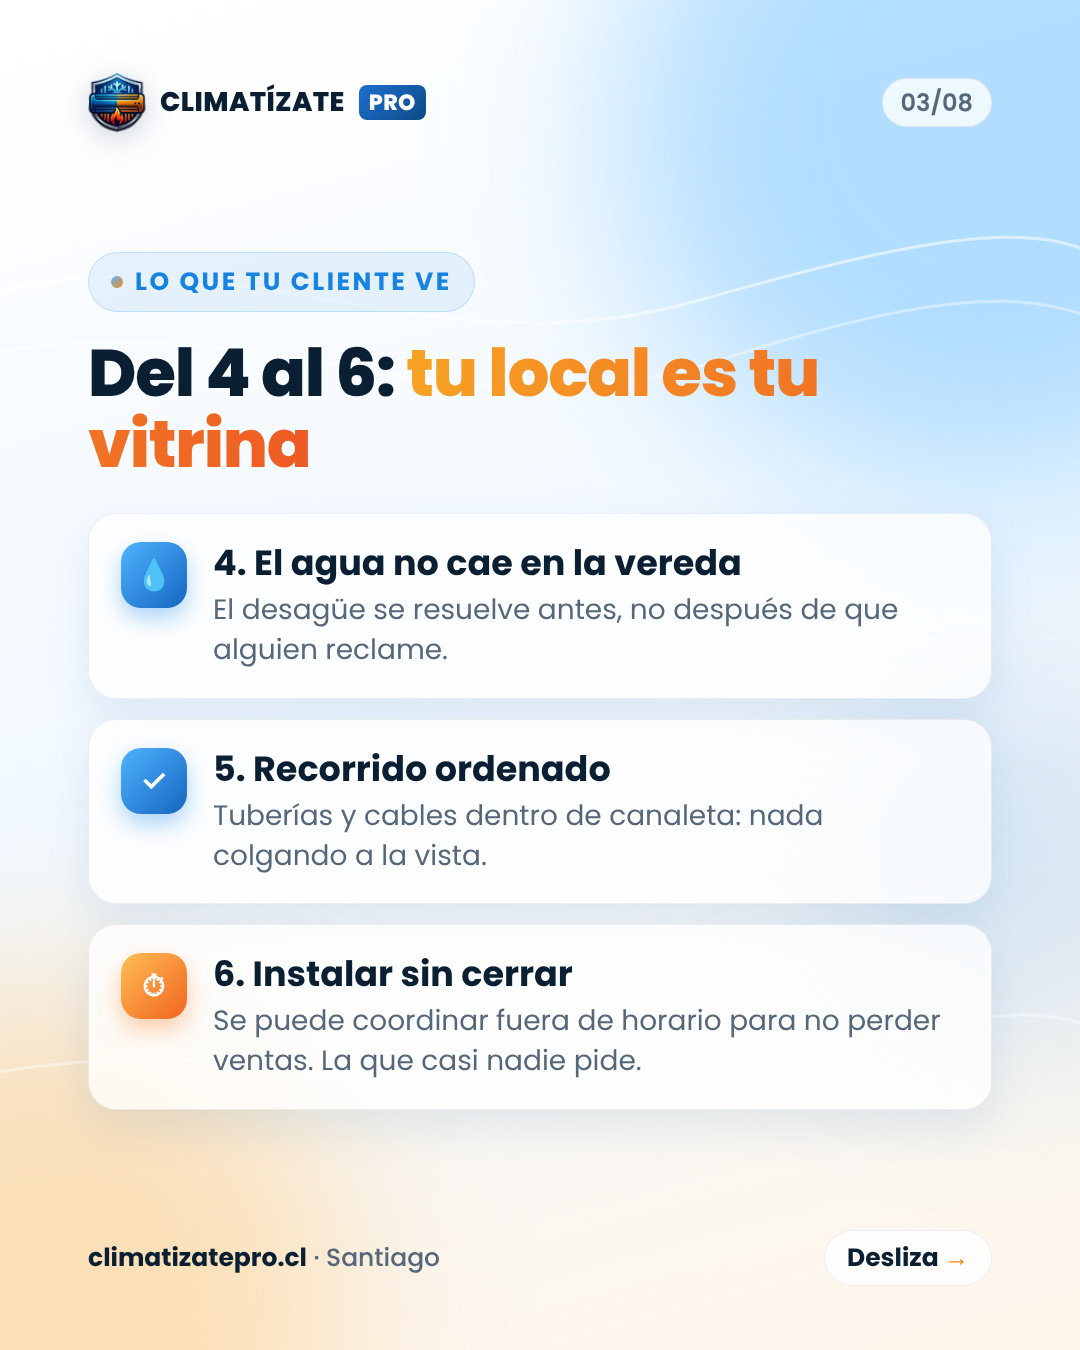 CLIMATÍZATE PRO
03/08
LO QUE TU CLIENTE VE
Del 4 al 6: tu local es tu
vitrina
4. El agua no cae en la vereda
El desagüe se resuelve antes, no después de que
alguien reclame.
5. Recorrido ordenado
Tuberías y cables dentro de canaleta: nada
colgando a la vista.
6. Instalar sin cerrar
Se puede coordinar fuera de horario para no perder
ventas. La que casi nadie pide.
climatizatepro.cl · Santiago
Desliza →